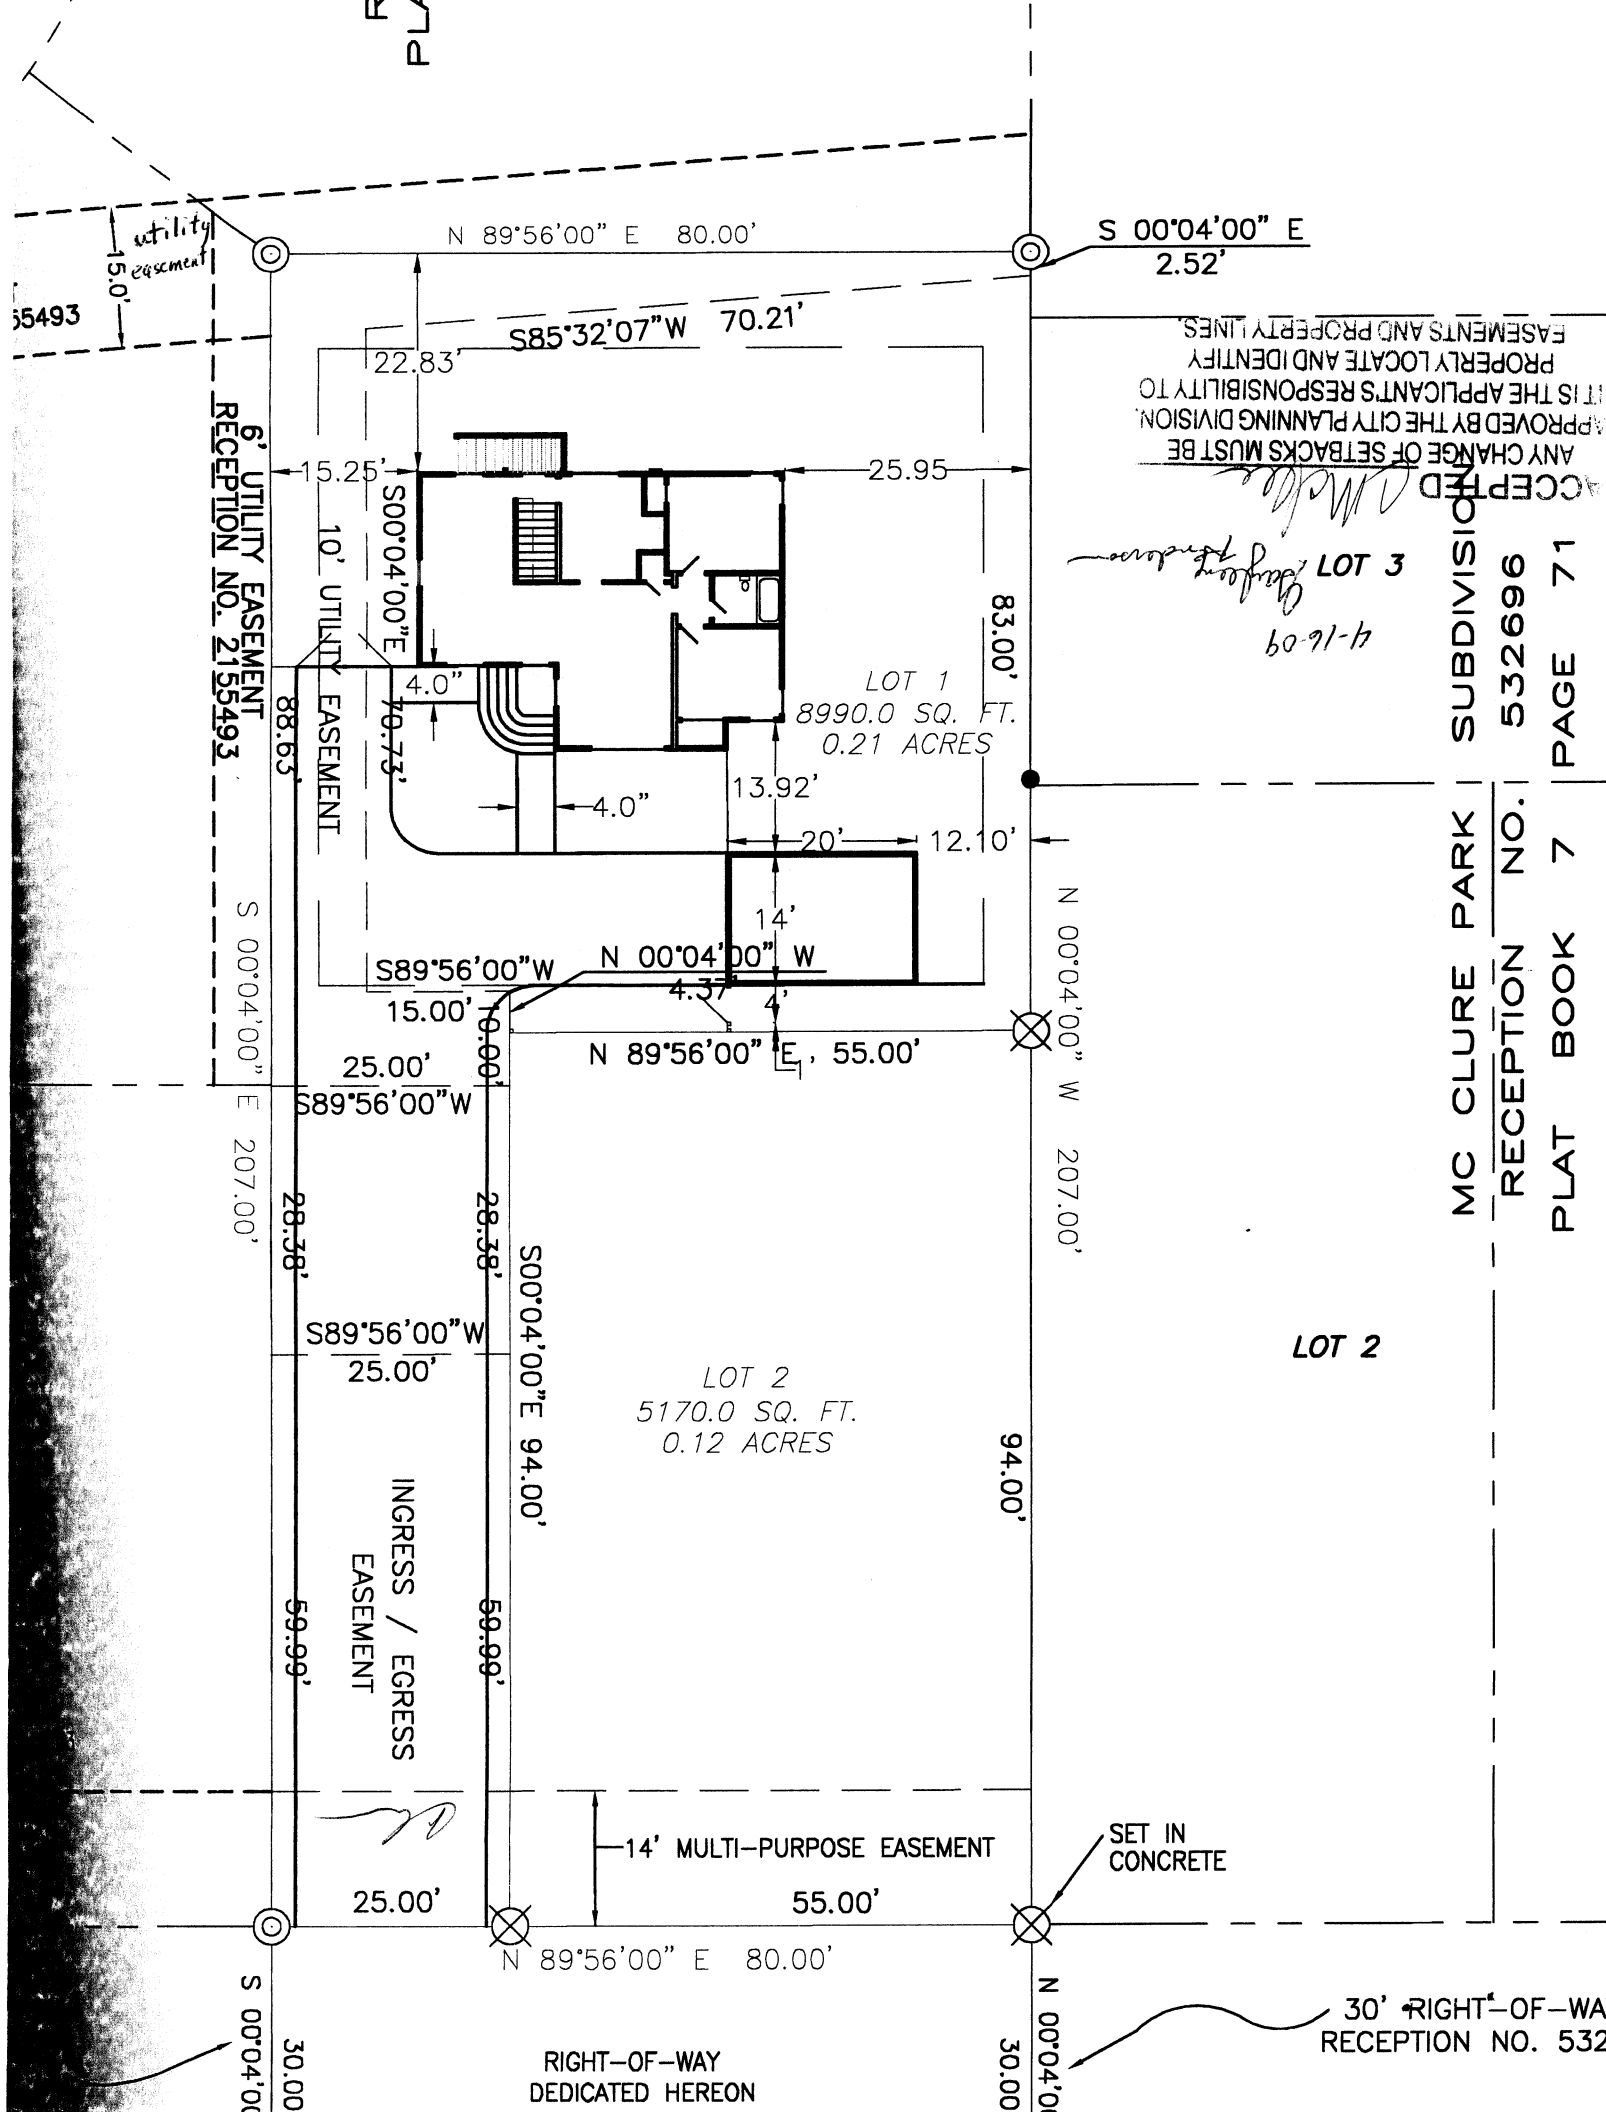 PLA
N 89°56'00" E 80.00'
S 00°04'00" E
2.52'
utility
easement
15.0'
55493
S85°32'07"W 70.21'
22.83'
EASEMENTS AND PROPERTY LINES.
PROPERLY LOCATE AND IDENTIFY
IT IS THE APPLICANT'S RESPONSIBILITY TO
APPROVED BY THE CITY PLANNING DIVISION.
ANY CHANGE OF SETBACKS MUST BE
ACCEPTED
4-16-09
LOT 3
6' UTILITY EASEMENT
RECEPTION NO. 2155493
15.25'
25.95
S00°04'00"E
70.73'
10' UTILITY EASEMENT
88.63'
83.00'
4.0"
LOT 1
8990.0 SQ. FT.
0.21 ACRES
13.92'
4.0"
20'
12.10'
14'
MC CLURE PARK SUBDIVISION
RECEPTION NO. 532696
PLAT BOOK 7 PAGE 71
S89°56'00"W
15.00'
N 00°04'00" W
4.37'
4'
10.00'
N 89°56'00" E, 55.00'
1
25.00'
S89°56'00"W
S 00°04'00" E 207.00'
N 00°04'00" W 207.00'
28.38'
28.38'
S89°56'00"W
25.00'
S00°04'00"E 94.00'
LOT 2
5170.0 SQ. FT.
0.12 ACRES
94.00'
LOT 2
INGRESS / EGRESS
EASEMENT
59.99'
59.99'
14' MULTI-PURPOSE EASEMENT
SET IN
CONCRETE
25.00'
55.00'
N 89°56'00" E 80.00'
S 00°04'00
30.00
N 00°04'00
30.00
30' RIGHT-OF-WA
RECEPTION NO. 532
RIGHT-OF-WAY
DEDICATED HEREON